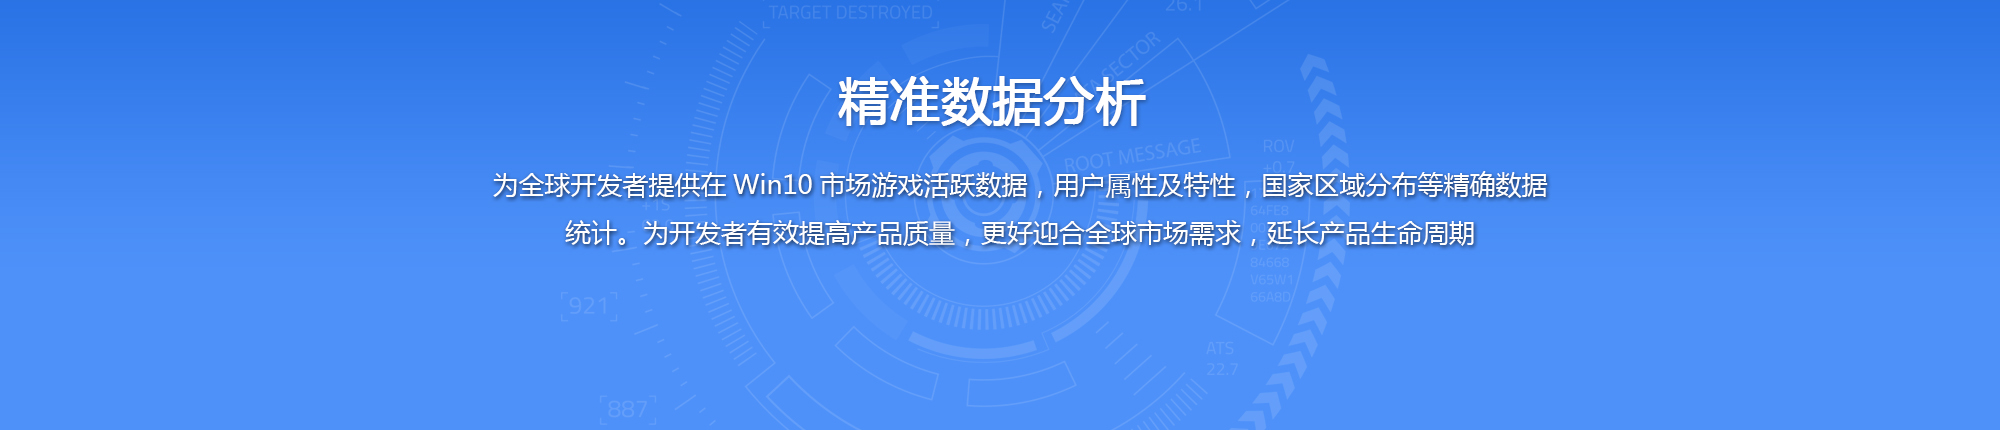 TARGET DESTROYED
26.1
SECTOR
精准数据分析
ROOT MESSAGE
ROV
+0.7
为全球开发者提供在 Win10 市场游戏活跃数据，用户属性及特性，国家区域分布等精确数据
统计。为开发者有效提高产品质量，更好迎合全球市场需求，延长产品生命周期
64FE8
84668
V65W1
66ABD
921
ATS
22.7
887